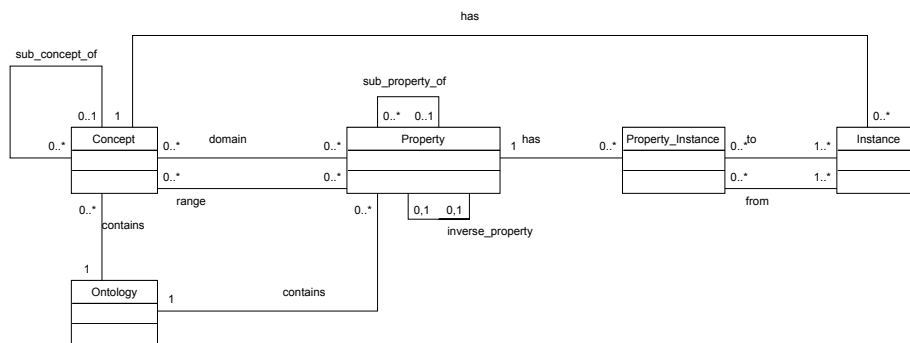 has
sub_concept_of
sub_property_of
0..1 1 0..* 0..1 0..*
Concept domain Property has Property_Instance to Instance
0..* 0..* 0..* 1 0..* 0..* 1..*
0..* 0..* 0..* 1..*
range from
0..* 0..* 0,1 0,1
contains inverse_property
1
Ontology contains
1